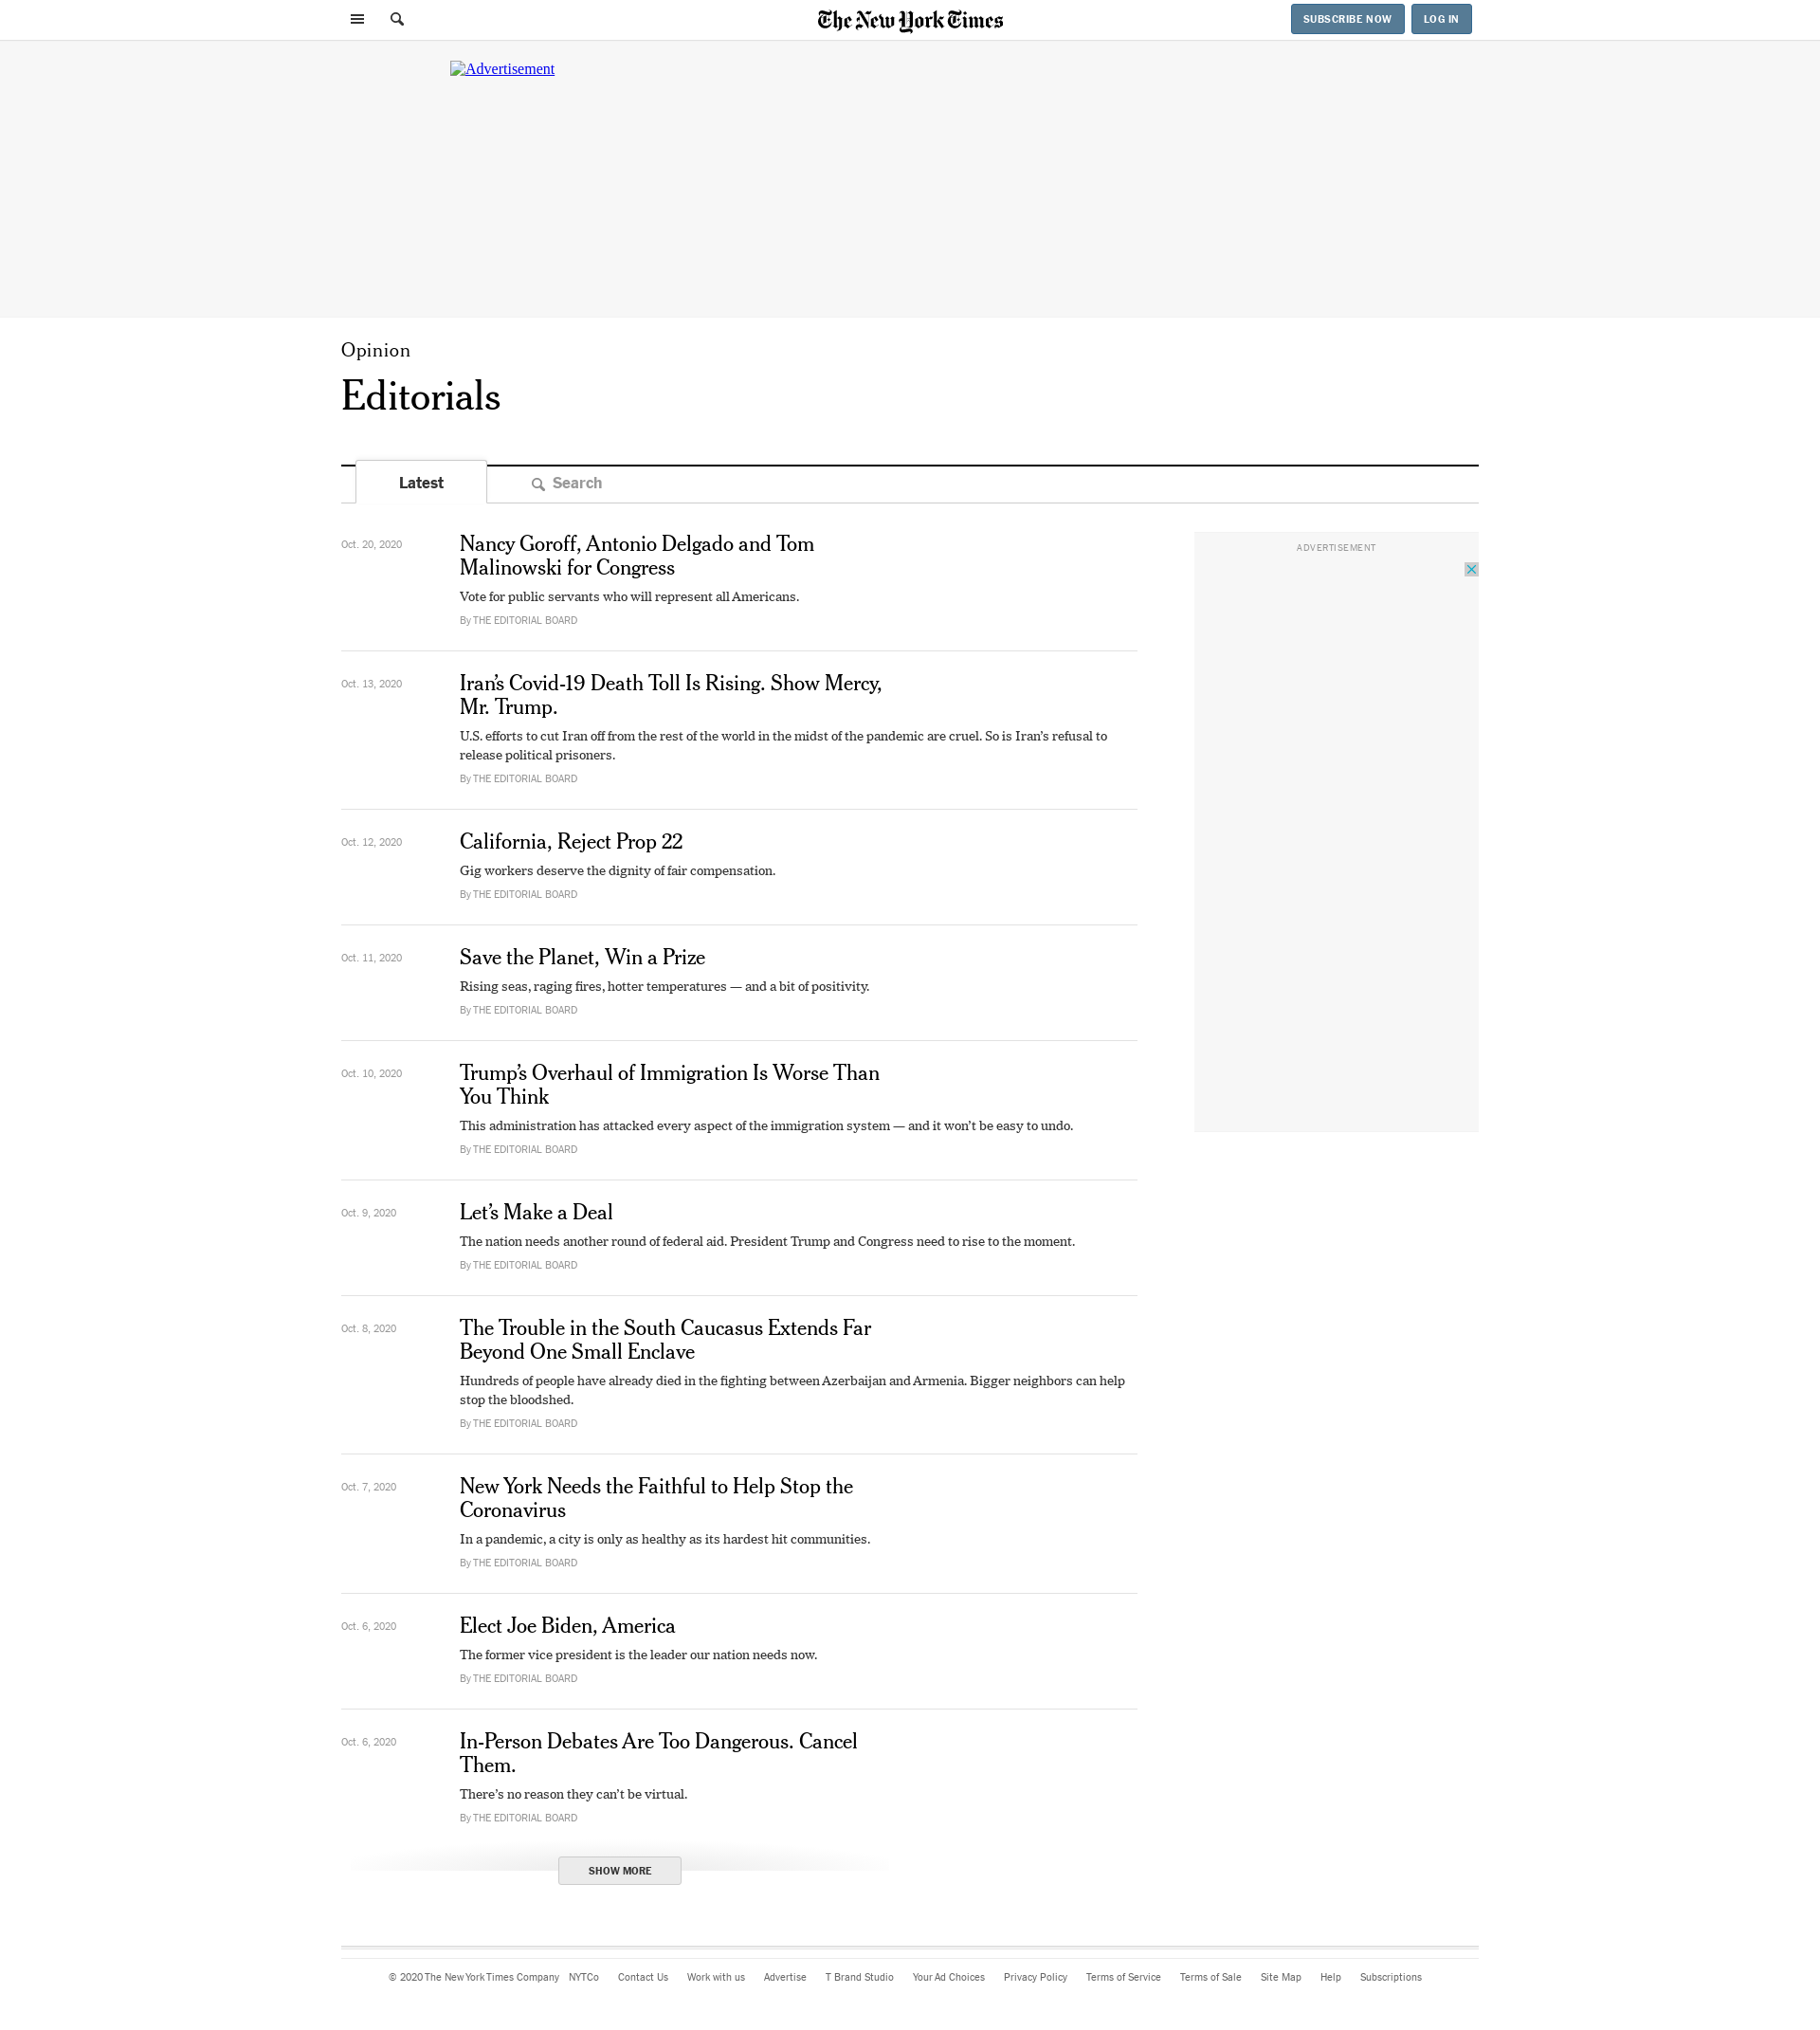 The New York Times
SUBSCRIBE NOW
LOG IN
Advertisement
Opinion
Editorials
Latest
Search
Oct. 20, 2020
Nancy Goroff, Antonio Delgado and Tom
Malinowski for Congress
Vote for public servants who will represent all Americans.
By THE EDITORIAL BOARD
ADVERTISEMENT
Oct. 13, 2020
Iran’s Covid-19 Death Toll Is Rising. Show Mercy,
Mr. Trump.
U.S. efforts to cut Iran off from the rest of the world in the midst of the pandemic are cruel. So is Iran’s refusal to
release political prisoners.
By THE EDITORIAL BOARD
Oct. 12, 2020
California, Reject Prop 22
Gig workers deserve the dignity of fair compensation.
By THE EDITORIAL BOARD
Oct. 11, 2020
Save the Planet, Win a Prize
Rising seas, raging fires, hotter temperatures — and a bit of positivity.
By THE EDITORIAL BOARD
Oct. 10, 2020
Trump’s Overhaul of Immigration Is Worse Than
You Think
This administration has attacked every aspect of the immigration system — and it won’t be easy to undo.
By THE EDITORIAL BOARD
Oct. 9, 2020
Let’s Make a Deal
The nation needs another round of federal aid. President Trump and Congress need to rise to the moment.
By THE EDITORIAL BOARD
Oct. 8, 2020
The Trouble in the South Caucasus Extends Far
Beyond One Small Enclave
Hundreds of people have already died in the fighting between Azerbaijan and Armenia. Bigger neighbors can help
stop the bloodshed.
By THE EDITORIAL BOARD
Oct. 7, 2020
New York Needs the Faithful to Help Stop the
Coronavirus
In a pandemic, a city is only as healthy as its hardest hit communities.
By THE EDITORIAL BOARD
Oct. 6, 2020
Elect Joe Biden, America
The former vice president is the leader our nation needs now.
By THE EDITORIAL BOARD
Oct. 6, 2020
In-Person Debates Are Too Dangerous. Cancel
Them.
There’s no reason they can’t be virtual.
By THE EDITORIAL BOARD
SHOW MORE
© 2020 The New York Times Company NYTCo Contact Us Work with us Advertise T Brand Studio Your Ad Choices Privacy Policy Terms of Service Terms of Sale Site Map Help Subscriptions